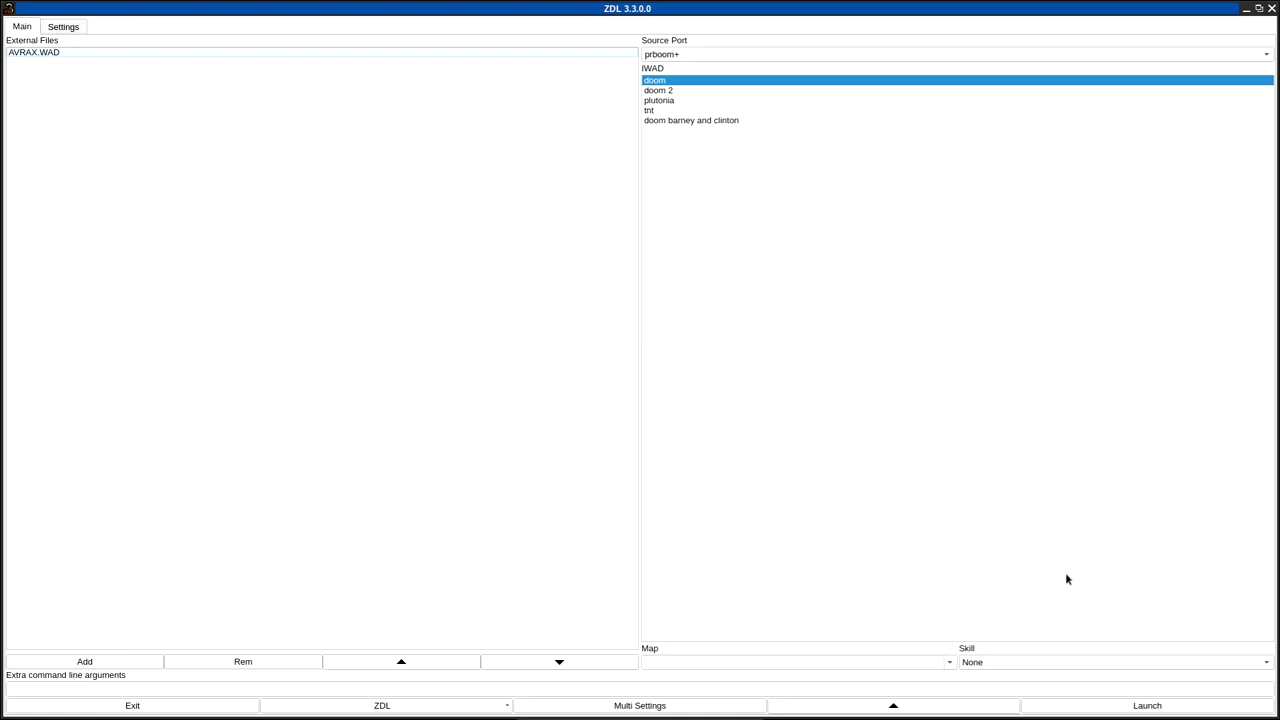 ZDL 3.3.0.0
Main Settings
External Files
AVRAX.WAD
Source Port
prboom+
IWAD
doom
doom 2
plutonia
tnt
doom barney and clinton
Map Skill
None
Add Rem
Extra command line arguments
Exit ZDL Multi Settings Launch